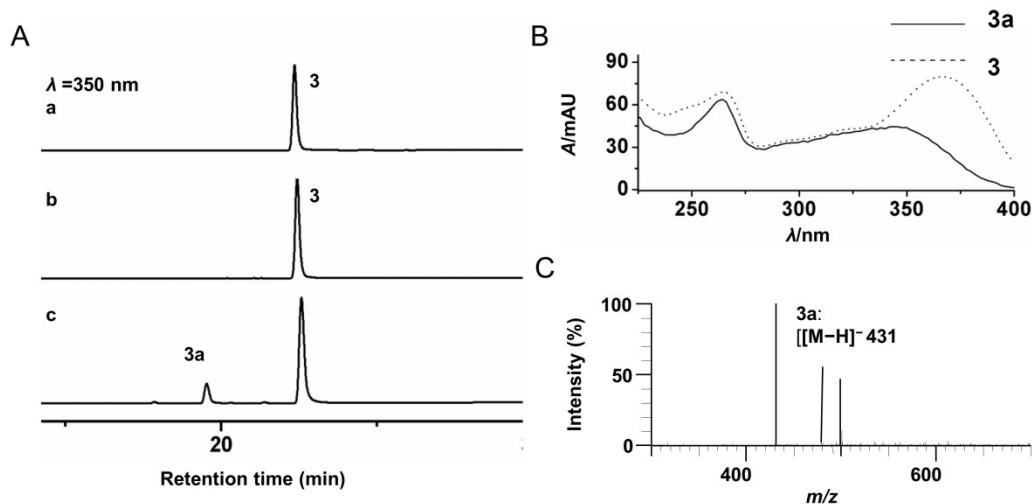 A
λ =350 nm
a
3
b
3
c
3a
20
Retention time (min)
B
3a
3
90
60
30
0
A/mAU
250
300
350
400
λ/nm
C
100
50
0
Intensity (%)
3a:
[[M−H]⁻ 431
400
600
m/z